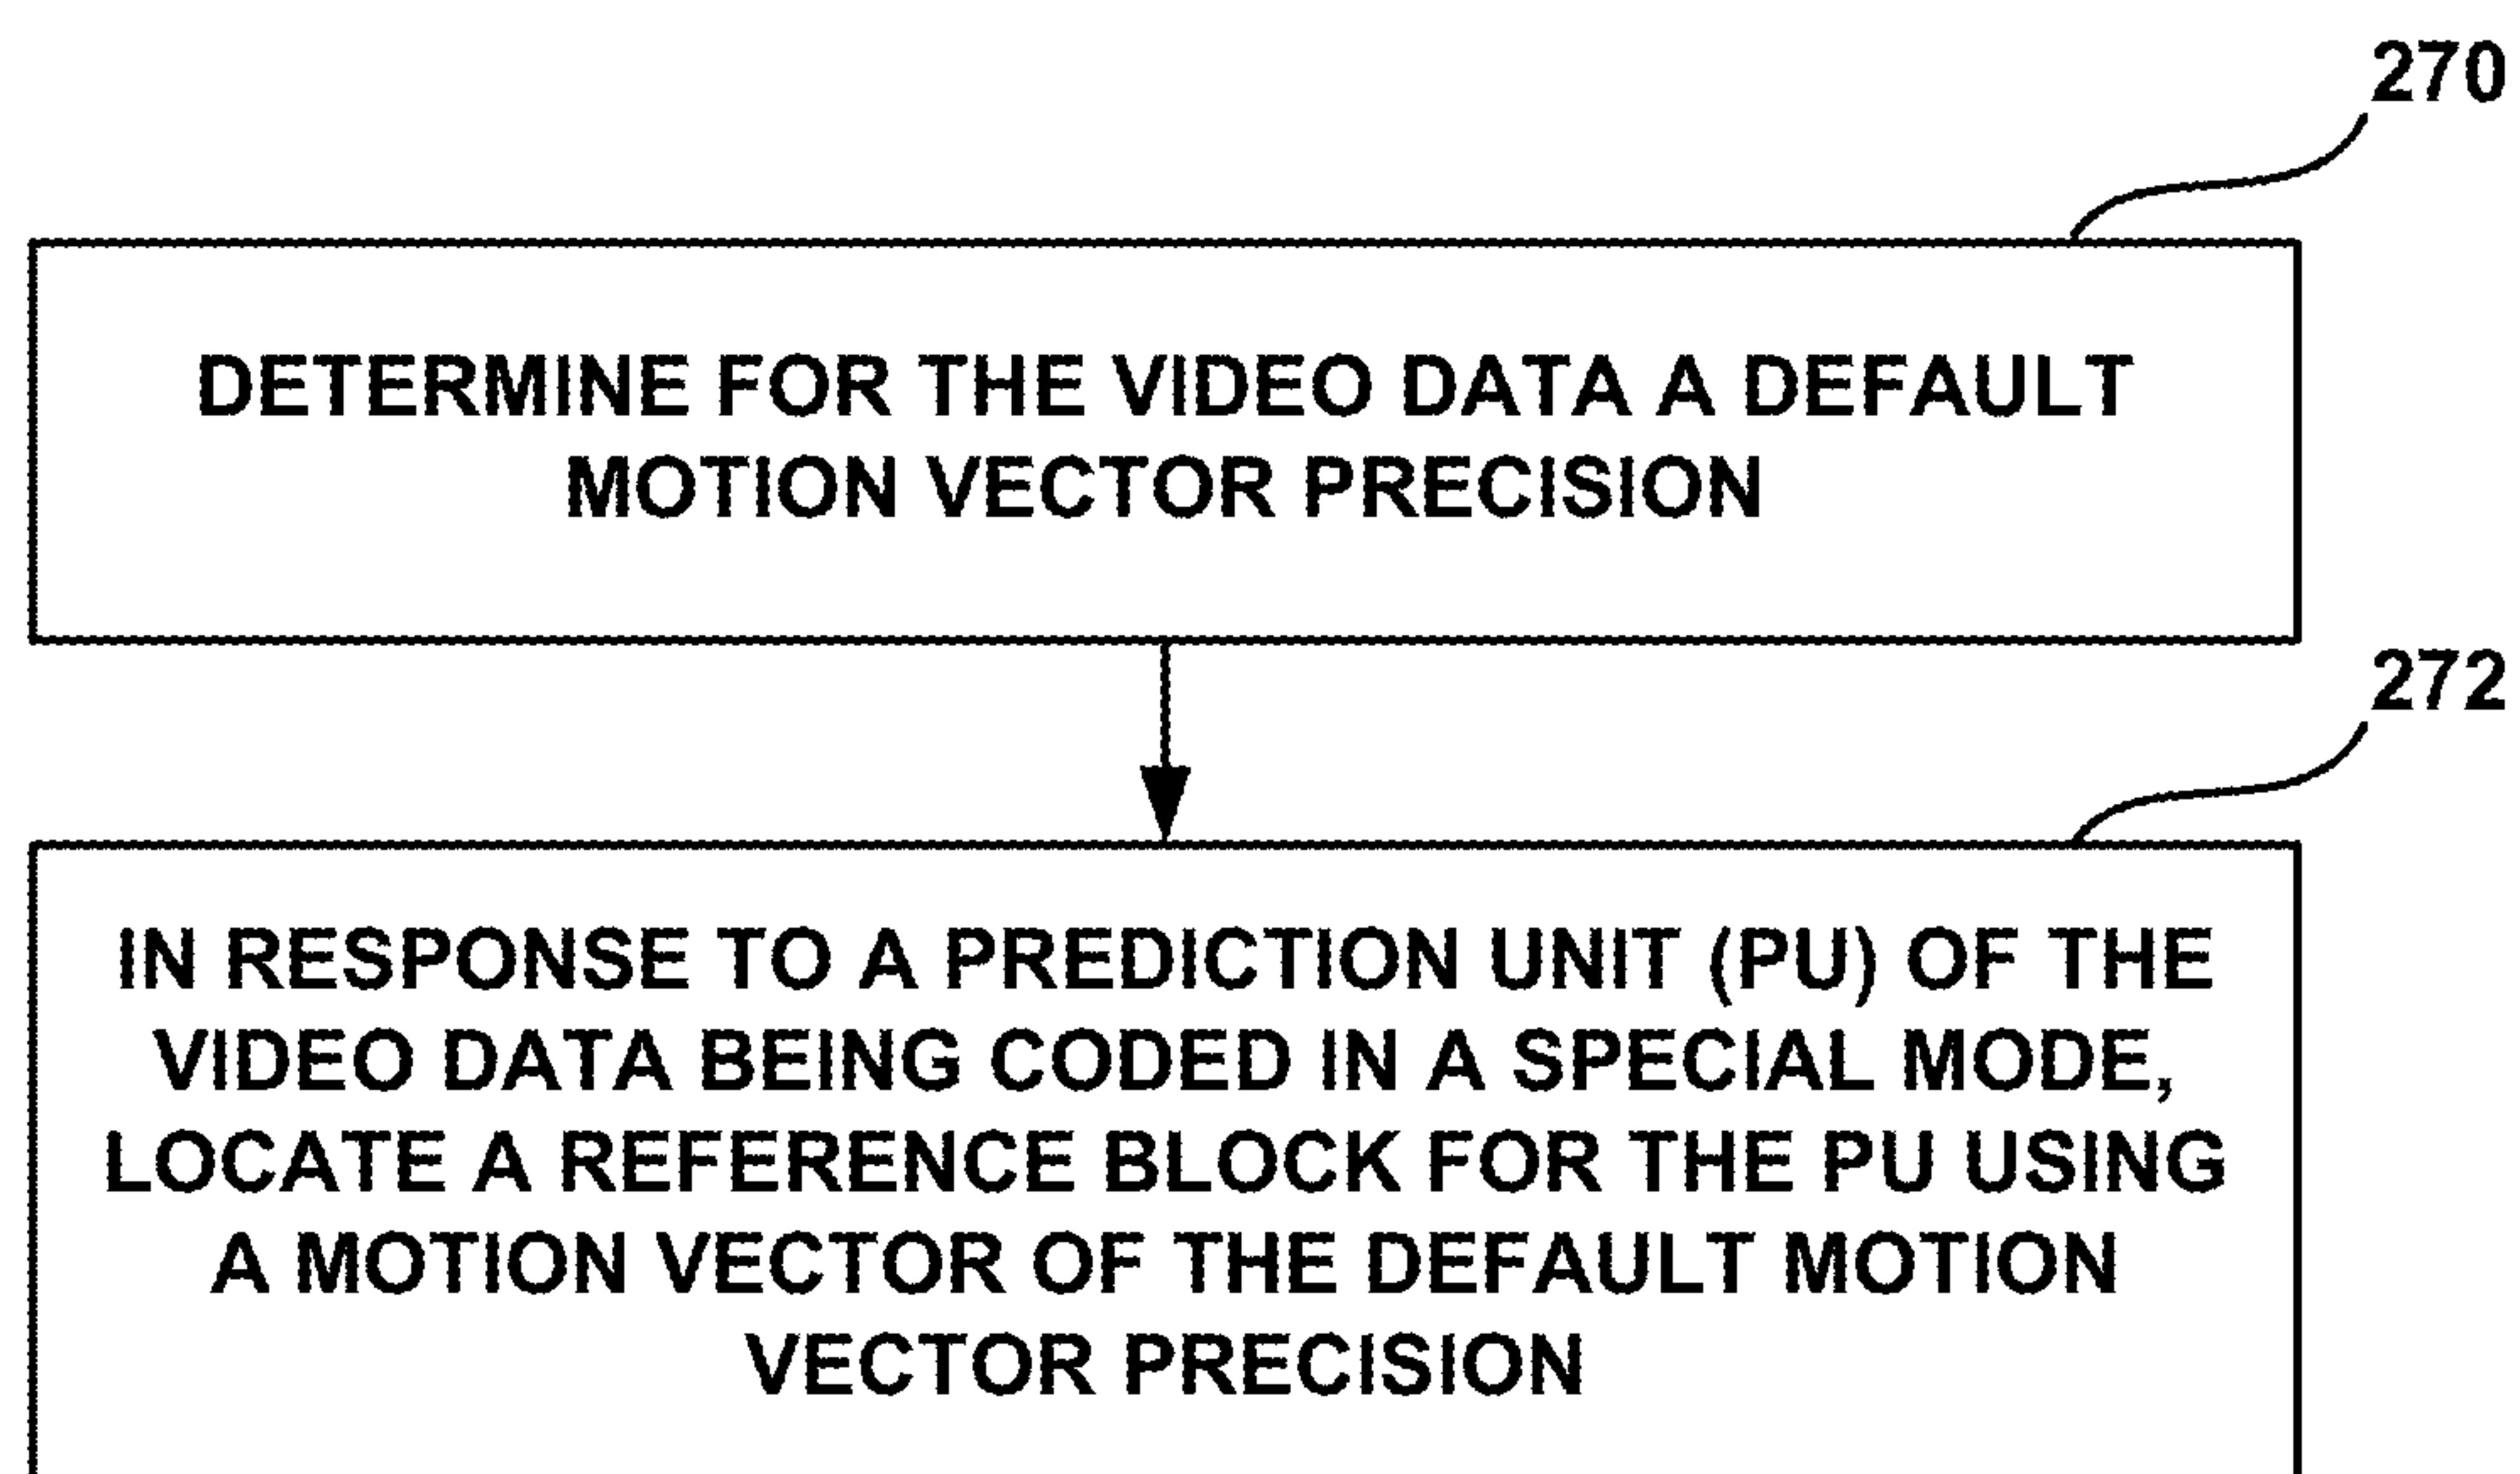 270
DETERMINE FOR THE VIDEO DATA A DEFAULT
MOTION VECTOR PRECISION
272
IN RESPONSE TO A PREDICTION UNIT (PU) OF THE
VIDEO DATA BEING CODED IN A SPECIAL MODE,
LOCATE A REFERENCE BLOCK FOR THE PU USING
A MOTION VECTOR OF THE DEFAULT MOTION
VECTOR PRECISION